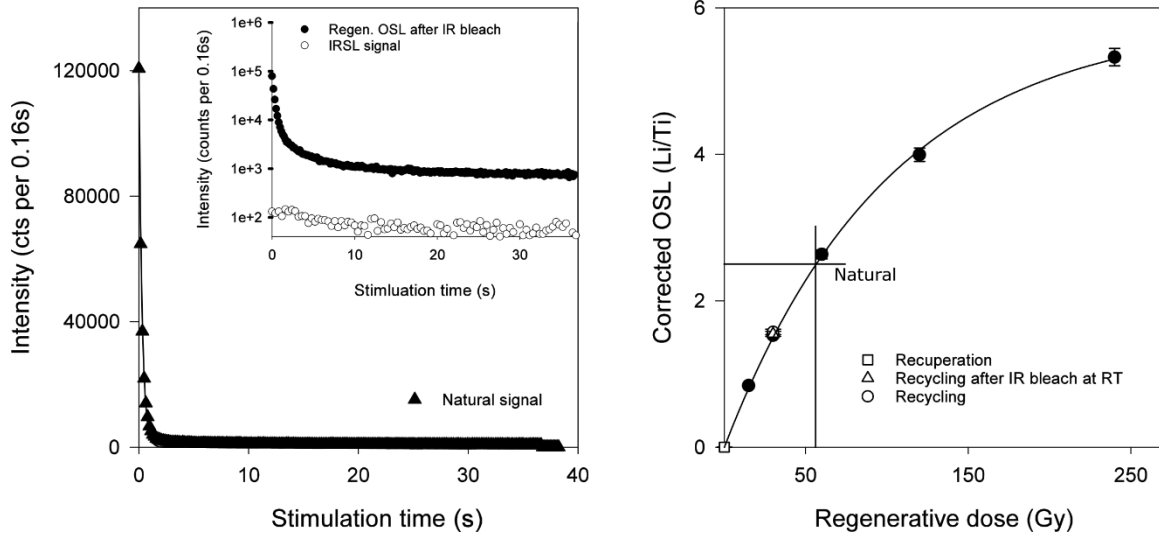 Intensity (cts per 0.16s)
120000
80000
40000
0
0
10
20
30
40
Stimulation time (s)
Natural signal
Intensity (counts per 0.16s)
1e+6
1e+5
1e+4
1e+3
1e+2
0
10
20
30
Stimluation time (s)
Regen. OSL after IR bleach
IRSL signal
Corrected OSL (Li/Ti)
6
4
2
0
50
150
250
Regenerative dose (Gy)
Natural
Recuperation
Recycling after IR bleach at RT
Recycling